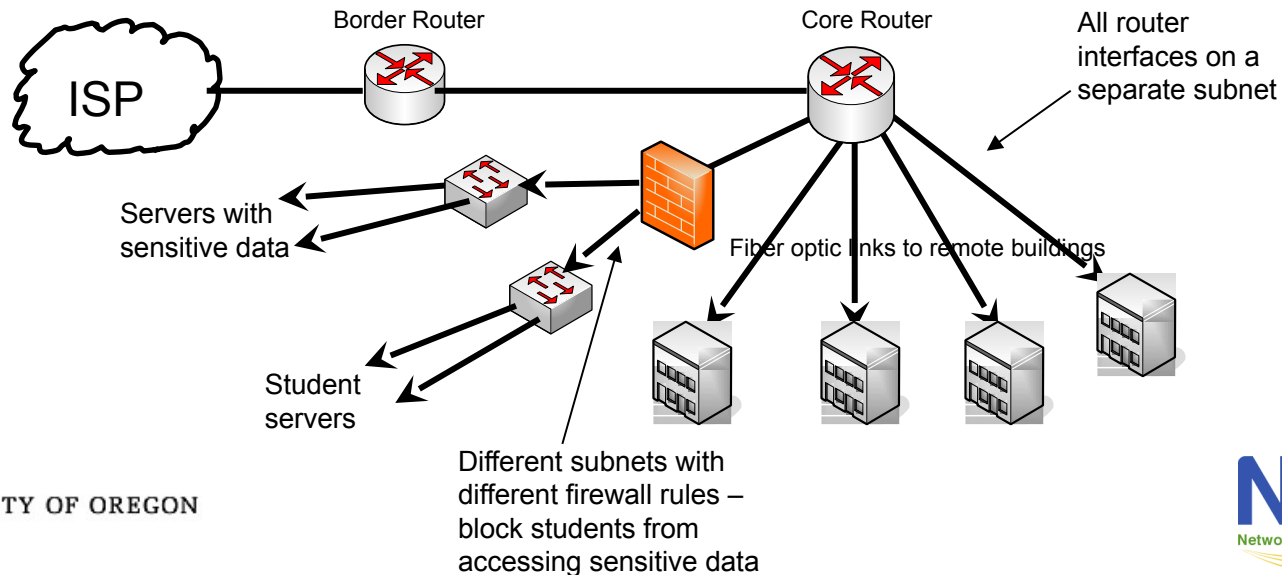 Border Router
Core Router
All router
interfaces on a
separate subnet
ISP
Servers with
sensitive data
Fiber optic links to remote buildings
Student
servers
Different subnets with
different firewall rules –
block students from
accessing sensitive data
TY OF OREGON
N
Netwo